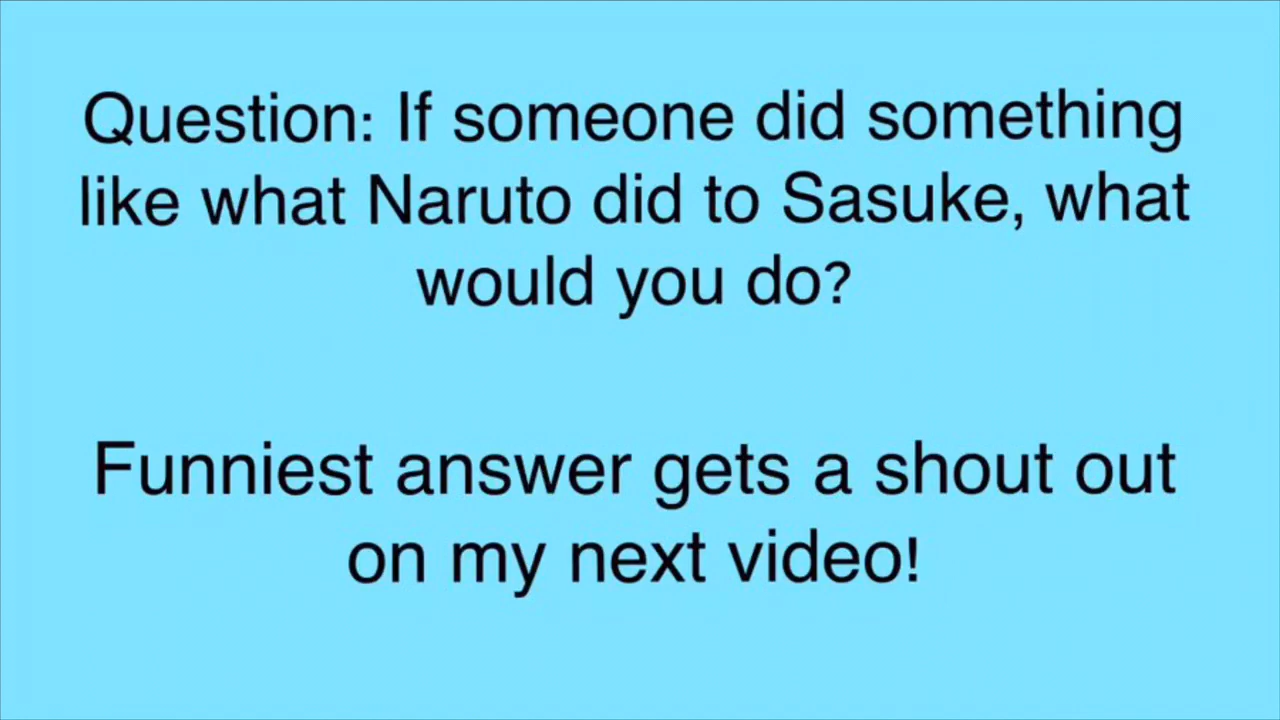 Question: If someone did something
like what Naruto did to Sasuke, what
would you do?
Funniest answer gets a shout out
on my next video!